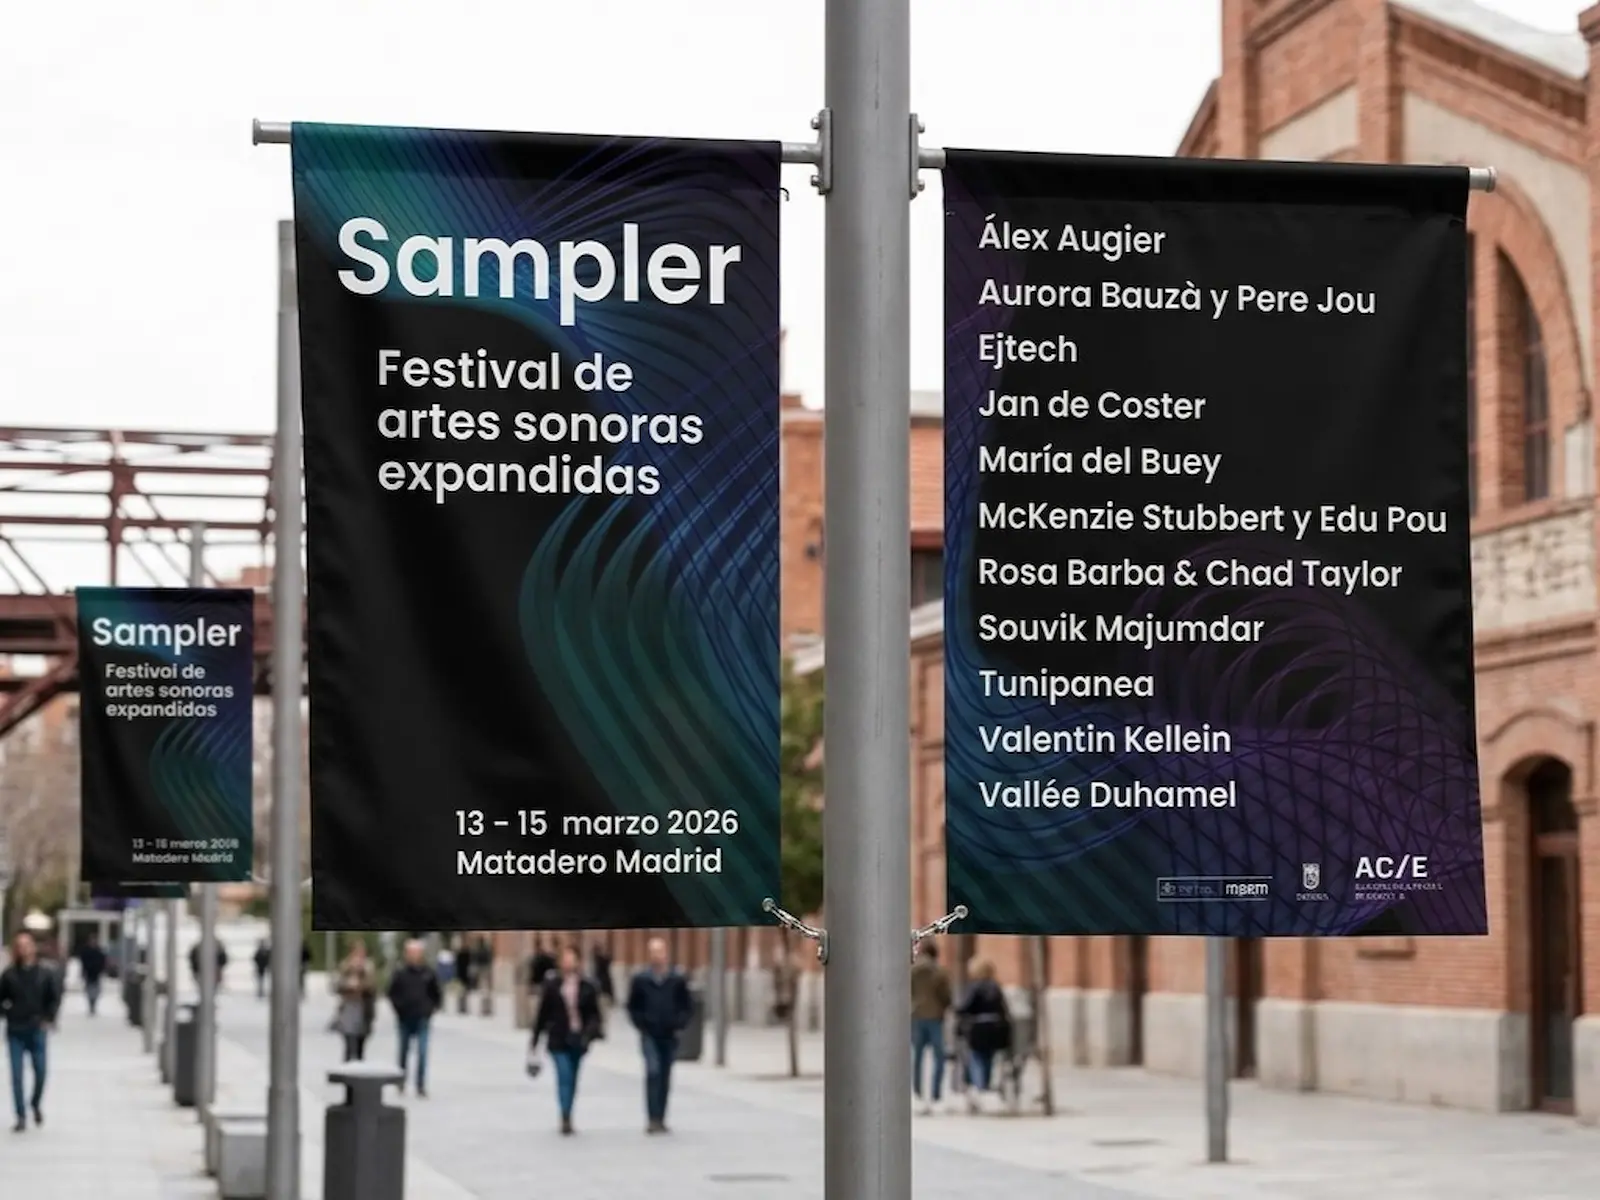 Sampler
Festival de
artes sonoras
expandidas
13 – 15 marzo 2026
Matadero Madrid
Álex Augier
Aurora Bauzà y Pere Jou
Ejtech
Jan de Coster
María del Buey
McKenzie Stubbert y Edu Pou
Rosa Barba & Chad Taylor
Souvik Majumdar
Tunipanea
Valentin Kellein
Vallée Duhamel
AC/E
Sampler
Festival de
artes sonoras
expandidas